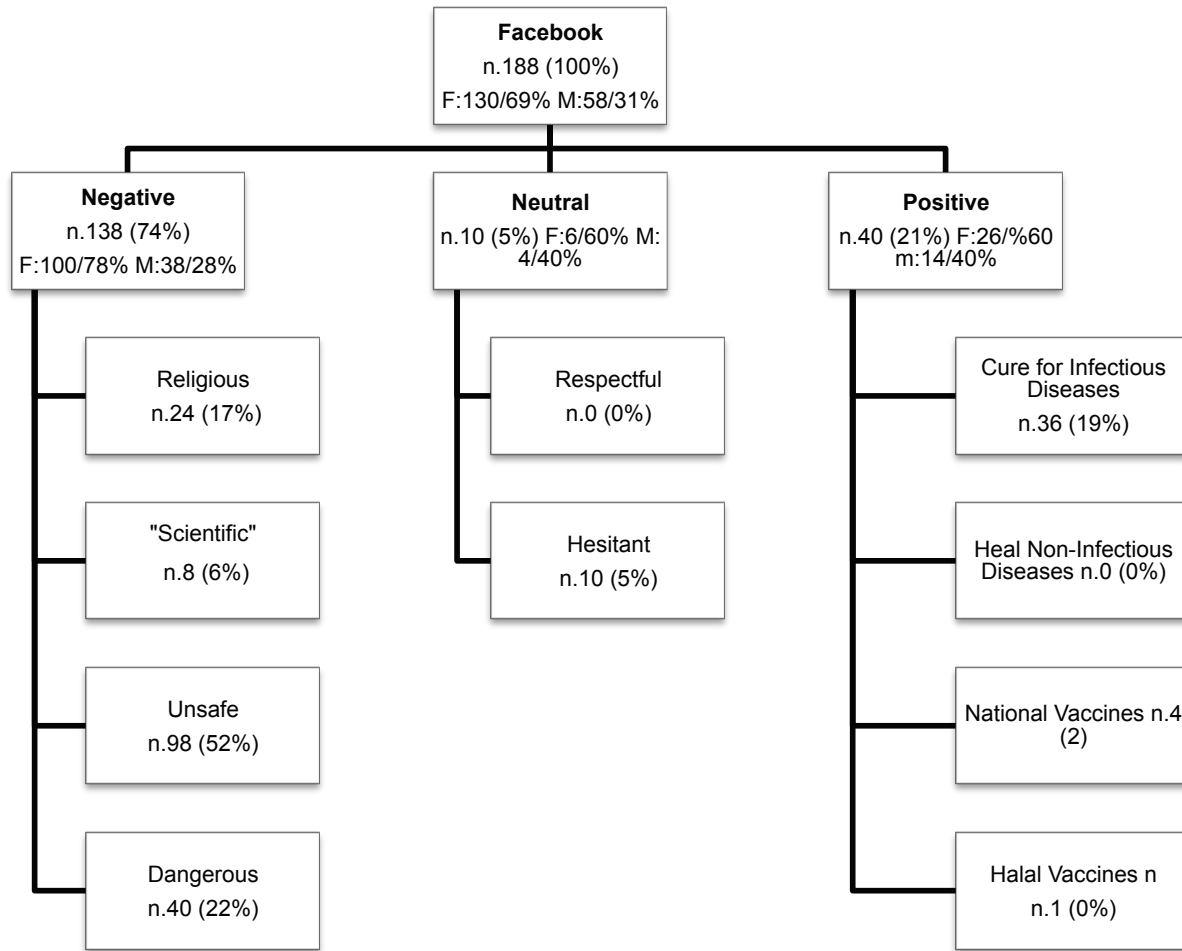 Facebook
n.188 (100%)
F:130/69% M:58/31%
Negative
n.138 (74%)
F:100/78% M:38/28%
Neutral
n.10 (5%) F:6/60% M:
4/40%
Positive
n.40 (21%) F:26/%60
m:14/40%
Religious
n.24 (17%)
"Scientific"
n.8 (6%)
Unsafe
n.98 (52%)
Dangerous
n.40 (22%)
Respectful
n.0 (0%)
Hesitant
n.10 (5%)
Cure for Infectious
Diseases
n.36 (19%)
Heal Non-Infectious
Diseases n.0 (0%)
National Vaccines n.4
(2)
Halal Vaccines n
n.1 (0%)